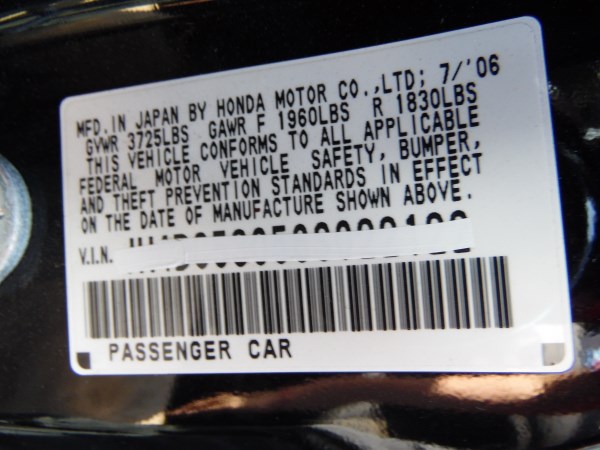 MFD. IN JAPAN BY HONDA MOTOR CO.,LTD; 7/'06
GVWR 3725LBS GAWR F 1960LBS R 1830LBS
THIS VEHICLE CONFORMS TO ALL APPLICABLE
FEDERAL MOTOR VEHICLE SAFETY, BUMPER,
AND THEFT PREVENTION STANDARDS IN EFFECT
ON THE DATE OF MANUFACTURE SHOWN ABOVE.
V.I.N.
PASSENGER CAR